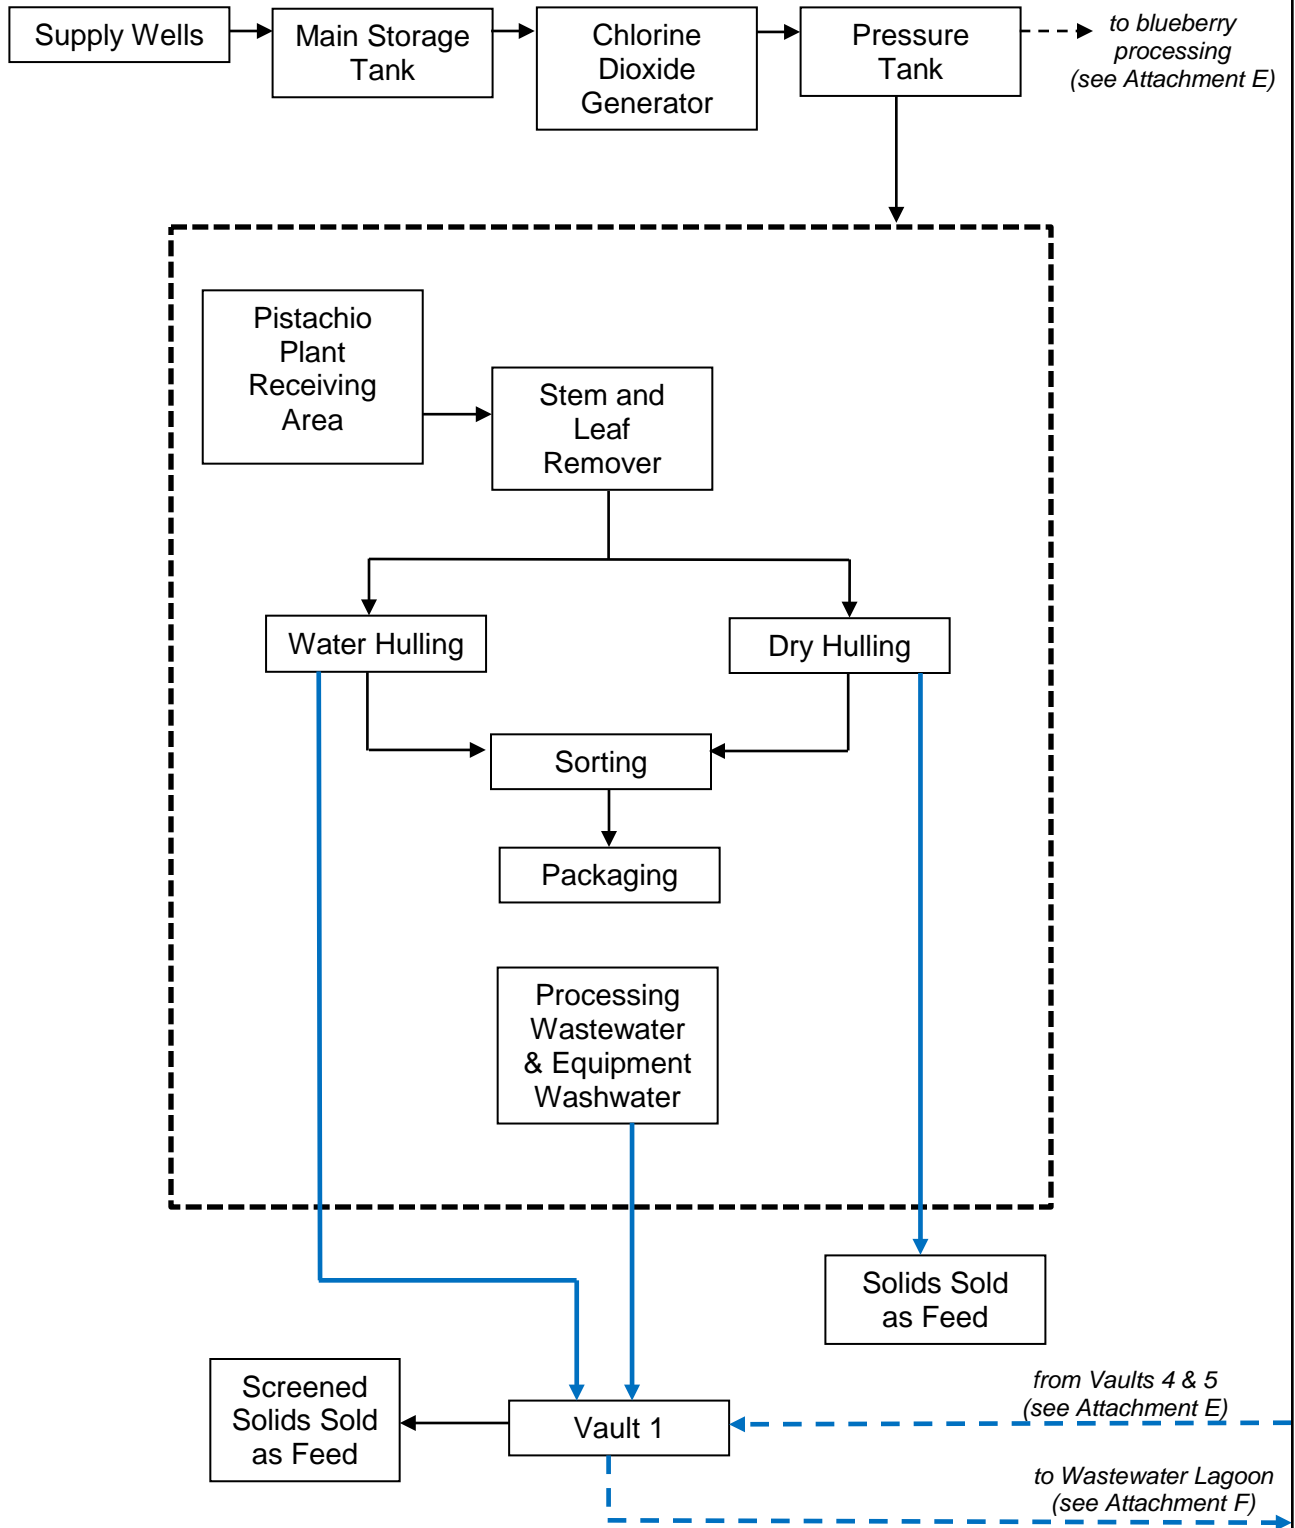 Supply Wells
Main Storage
Tank
Chlorine
Dioxide
Generator
Pressure
Tank
to blueberry
processing
(see Attachment E)
Pistachio
Plant
Receiving
Area
Stem and
Leaf
Remover
Water Hulling
Dry Hulling
Sorting
Packaging
Processing
Wastewater
& Equipment
Washwater
Solids Sold
as Feed
Screened
Solids Sold
as Feed
Vault 1
from Vaults 4 & 5
(see Attachment E)
to Wastewater Lagoon
(see Attachment F)